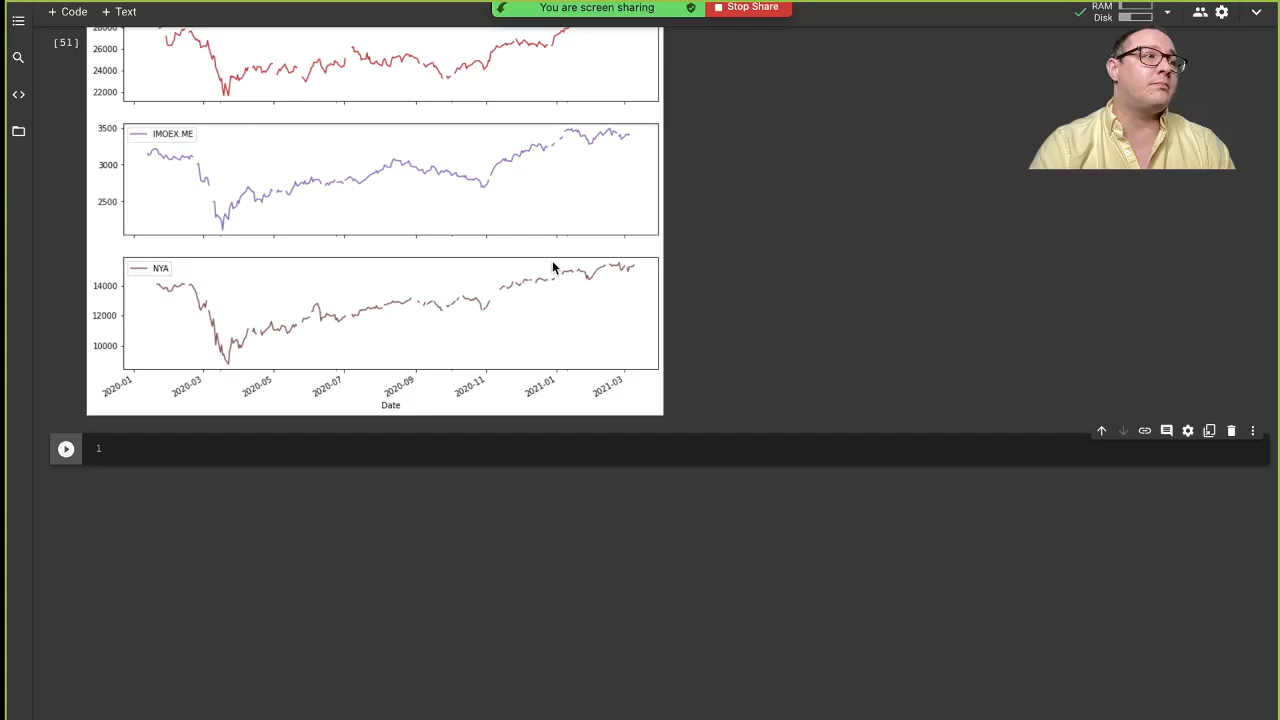 + Code + Text
You are screen sharing
Stop Share
RAM
Disk
[51]
28000
26000
24000
22000
IMOEX.ME
3500
3000
2500
NYA
14000
12000
10000
2020-01 2020-03 2020-05 2020-07 2020-09 2020-11 2021-01 2021-03
Date
1